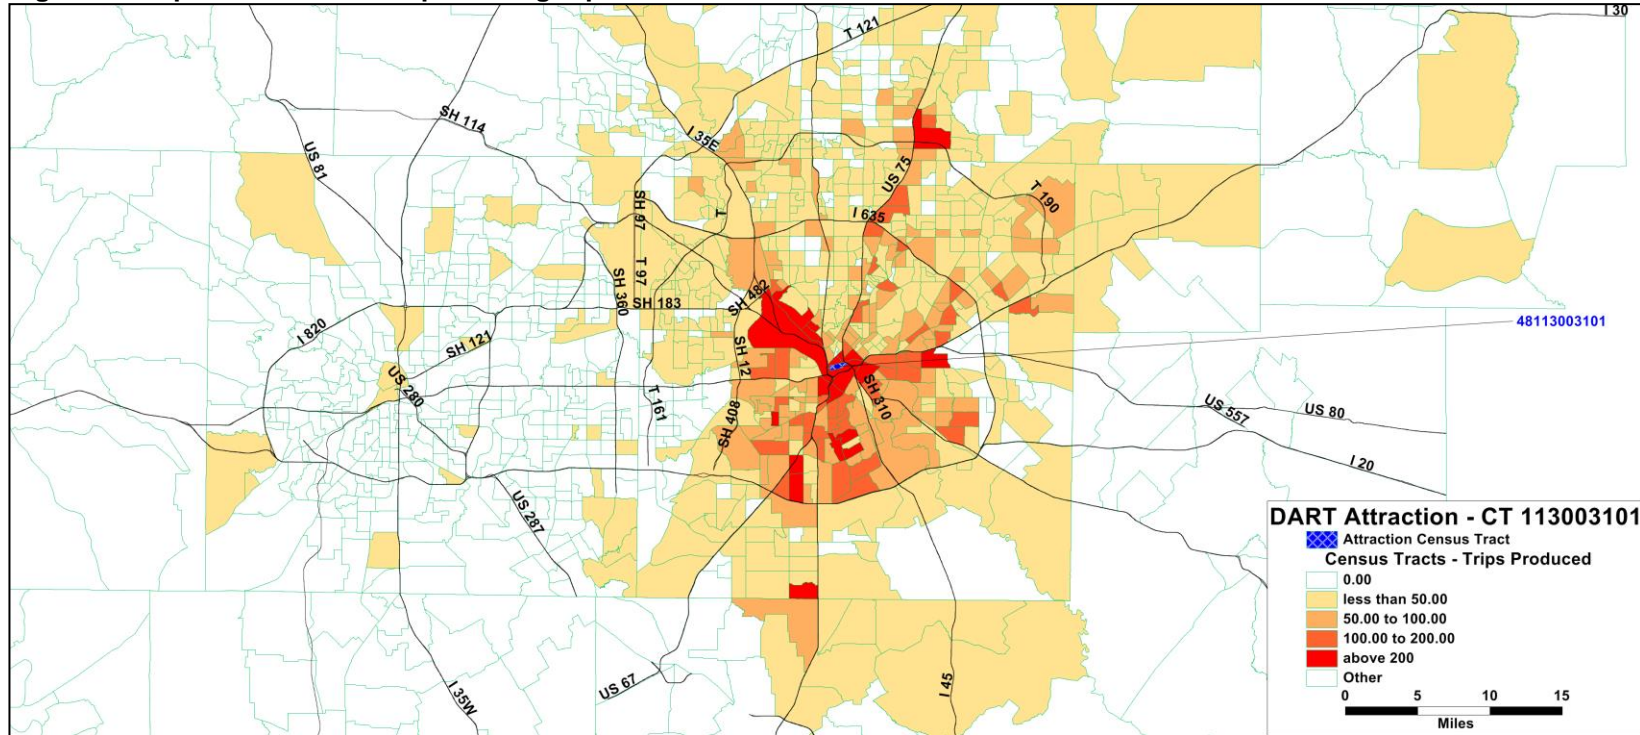 I 30
T 121
SH 114
I 35E
US 81
US 75
T 190
SH 97
T
I 635
T 97
SH 360
SH 482
SH 183
48113003101
I 820
SH 121
SH 12
US 280
SH 310
T 161
SH 408
US 557
US 80
I 20
US 287
DART Attraction - CT 113003101
Attraction Census Tract
Census Tracts - Trips Produced
0.00
less than 50.00
50.00 to 100.00
100.00 to 200.00
above 200
Other
0 5 10 15
Miles
I 35W
US 67
I 45